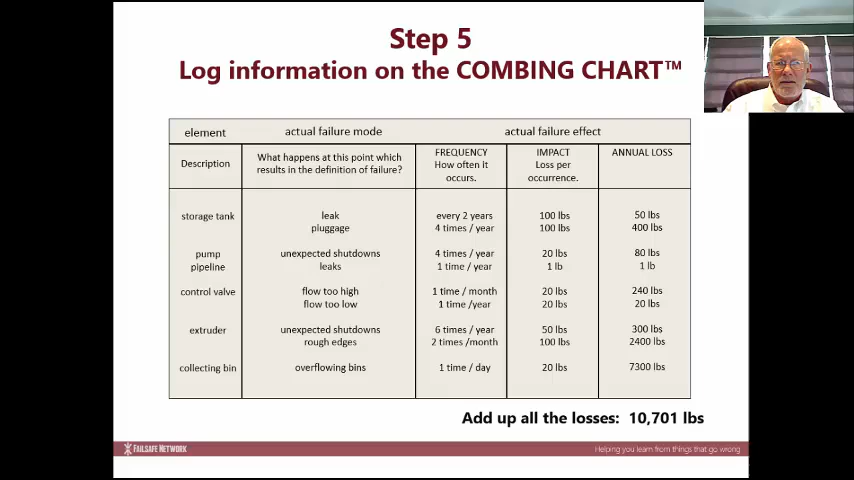 Step 5
Log information on the COMBING CHART™
element actual failure mode actual failure effect
Description What happens at this point which results in the definition of failure? FREQUENCY How often it occurs. IMPACT Loss per occurrence. ANNUAL LOSS
storage tank leak every 2 years 100 lbs 50 lbs
pluggage 4 times / year 100 lbs 400 lbs
pump unexpected shutdowns 4 times / year 20 lbs 80 lbs
pipeline leaks 1 time / year 1 lb 1 lb
control valve flow too high 1 time / month 20 lbs 240 lbs
flow too low 1 time /year 20 lbs 20 lbs
extruder unexpected shutdowns 6 times / year 50 lbs 300 lbs
rough edges 2 times /month 100 lbs 2400 lbs
collecting bin overflowing bins 1 time / day 20 lbs 7300 lbs
Add up all the losses: 10,701 lbs
FAILSAFE NETWORK Helping you learn from things that go wrong